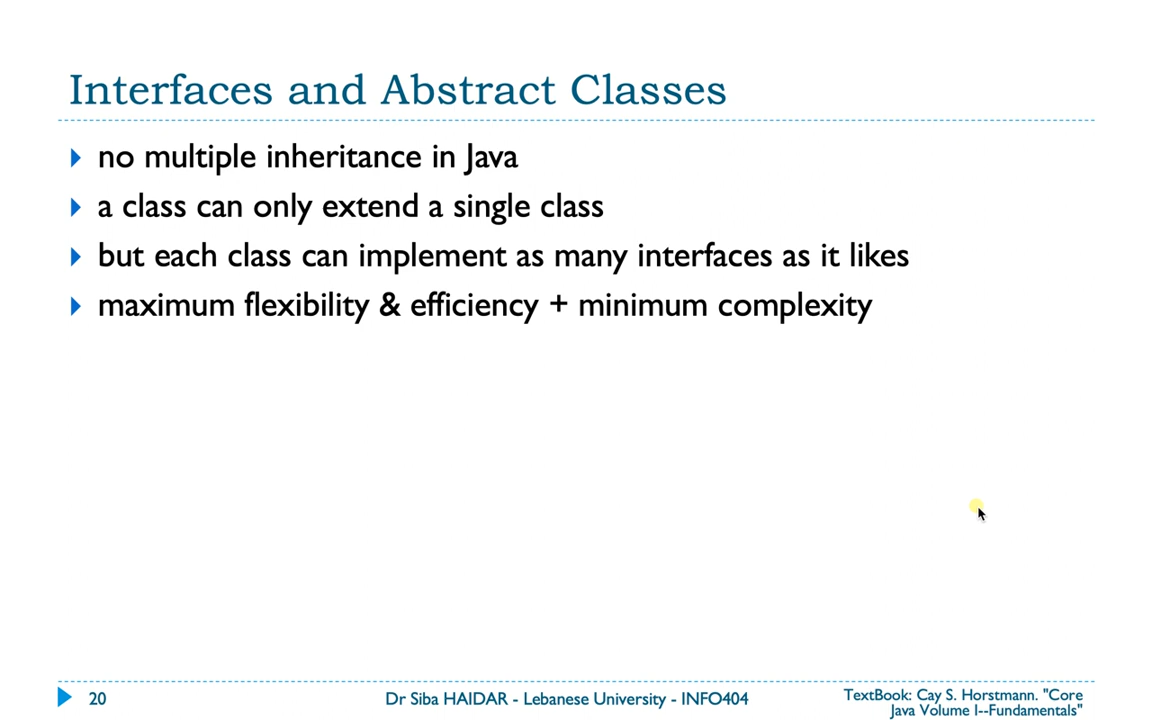 Interfaces and Abstract Classes
no multiple inheritance in Java
a class can only extend a single class
but each class can implement as many interfaces as it likes
maximum flexibility & efficiency + minimum complexity
20
Dr Siba HAIDAR - Lebanese University - INFO404
TextBook: Cay S. Horstmann. "Core
Java Volume I--Fundamentals"